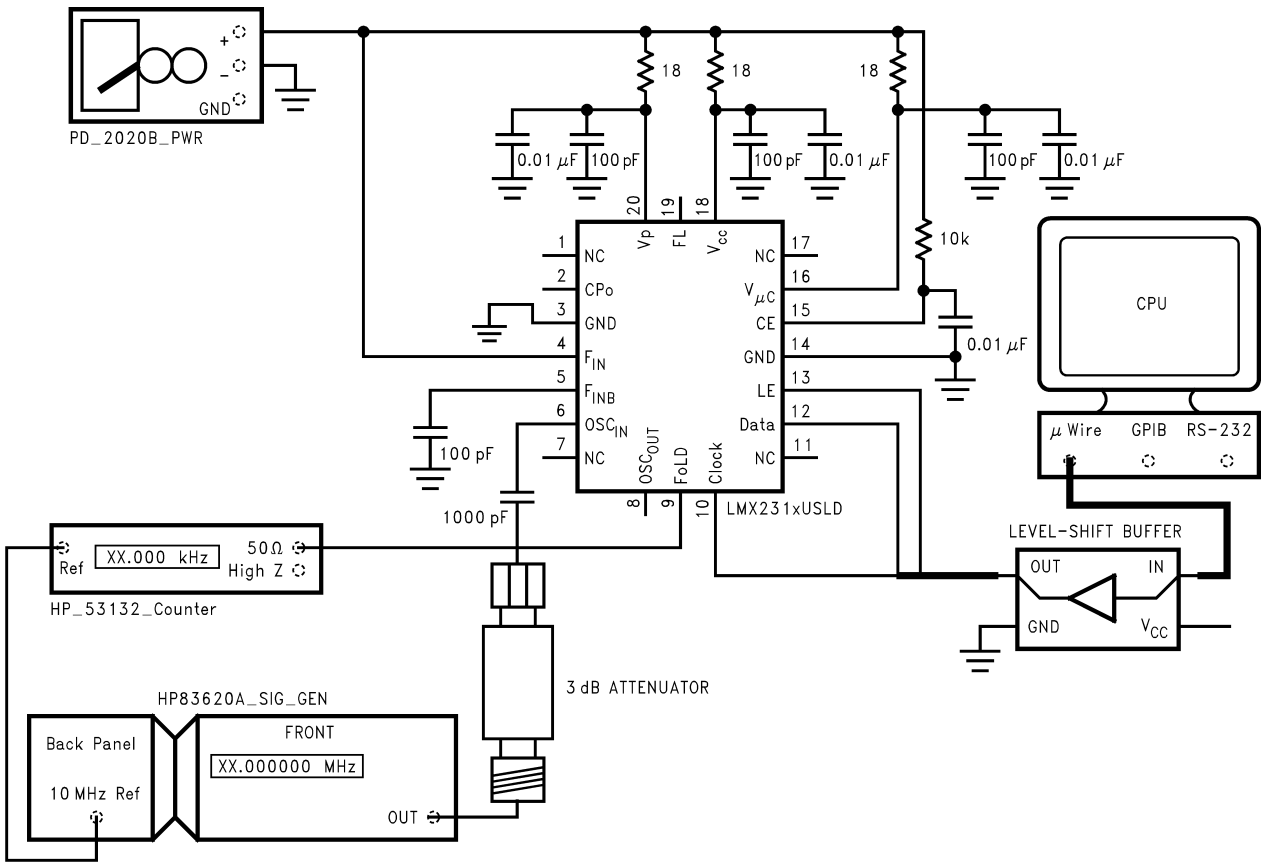 +
−
GND
PD_2020B_PWR
18
18
18
0.01 μF
100 pF
100 pF
0.01 μF
100 pF
0.01 μF
20
19
18
Vp
FL
Vcc
1
NC
2
CPo
3
GND
4
FIN
5
FINB
6
OSCIN
7
NC
NC
17
VμC
16
CE
15
GND
14
LE
13
Data
12
NC
11
OSCOUT
FoLD
Clock
8
9
10
LMX231xUSLD
10k
0.01 μF
100 pF
1000 pF
CPU
μ Wire
GPIB
RS-232
LEVEL-SHIFT BUFFER
OUT
IN
GND
VCC
Ref
XX.000 kHz
50Ω
High Z
HP_53132_Counter
3 dB ATTENUATOR
HP83620A_SIG_GEN
Back Panel
10 MHz Ref
FRONT
XX.000000 MHz
OUT